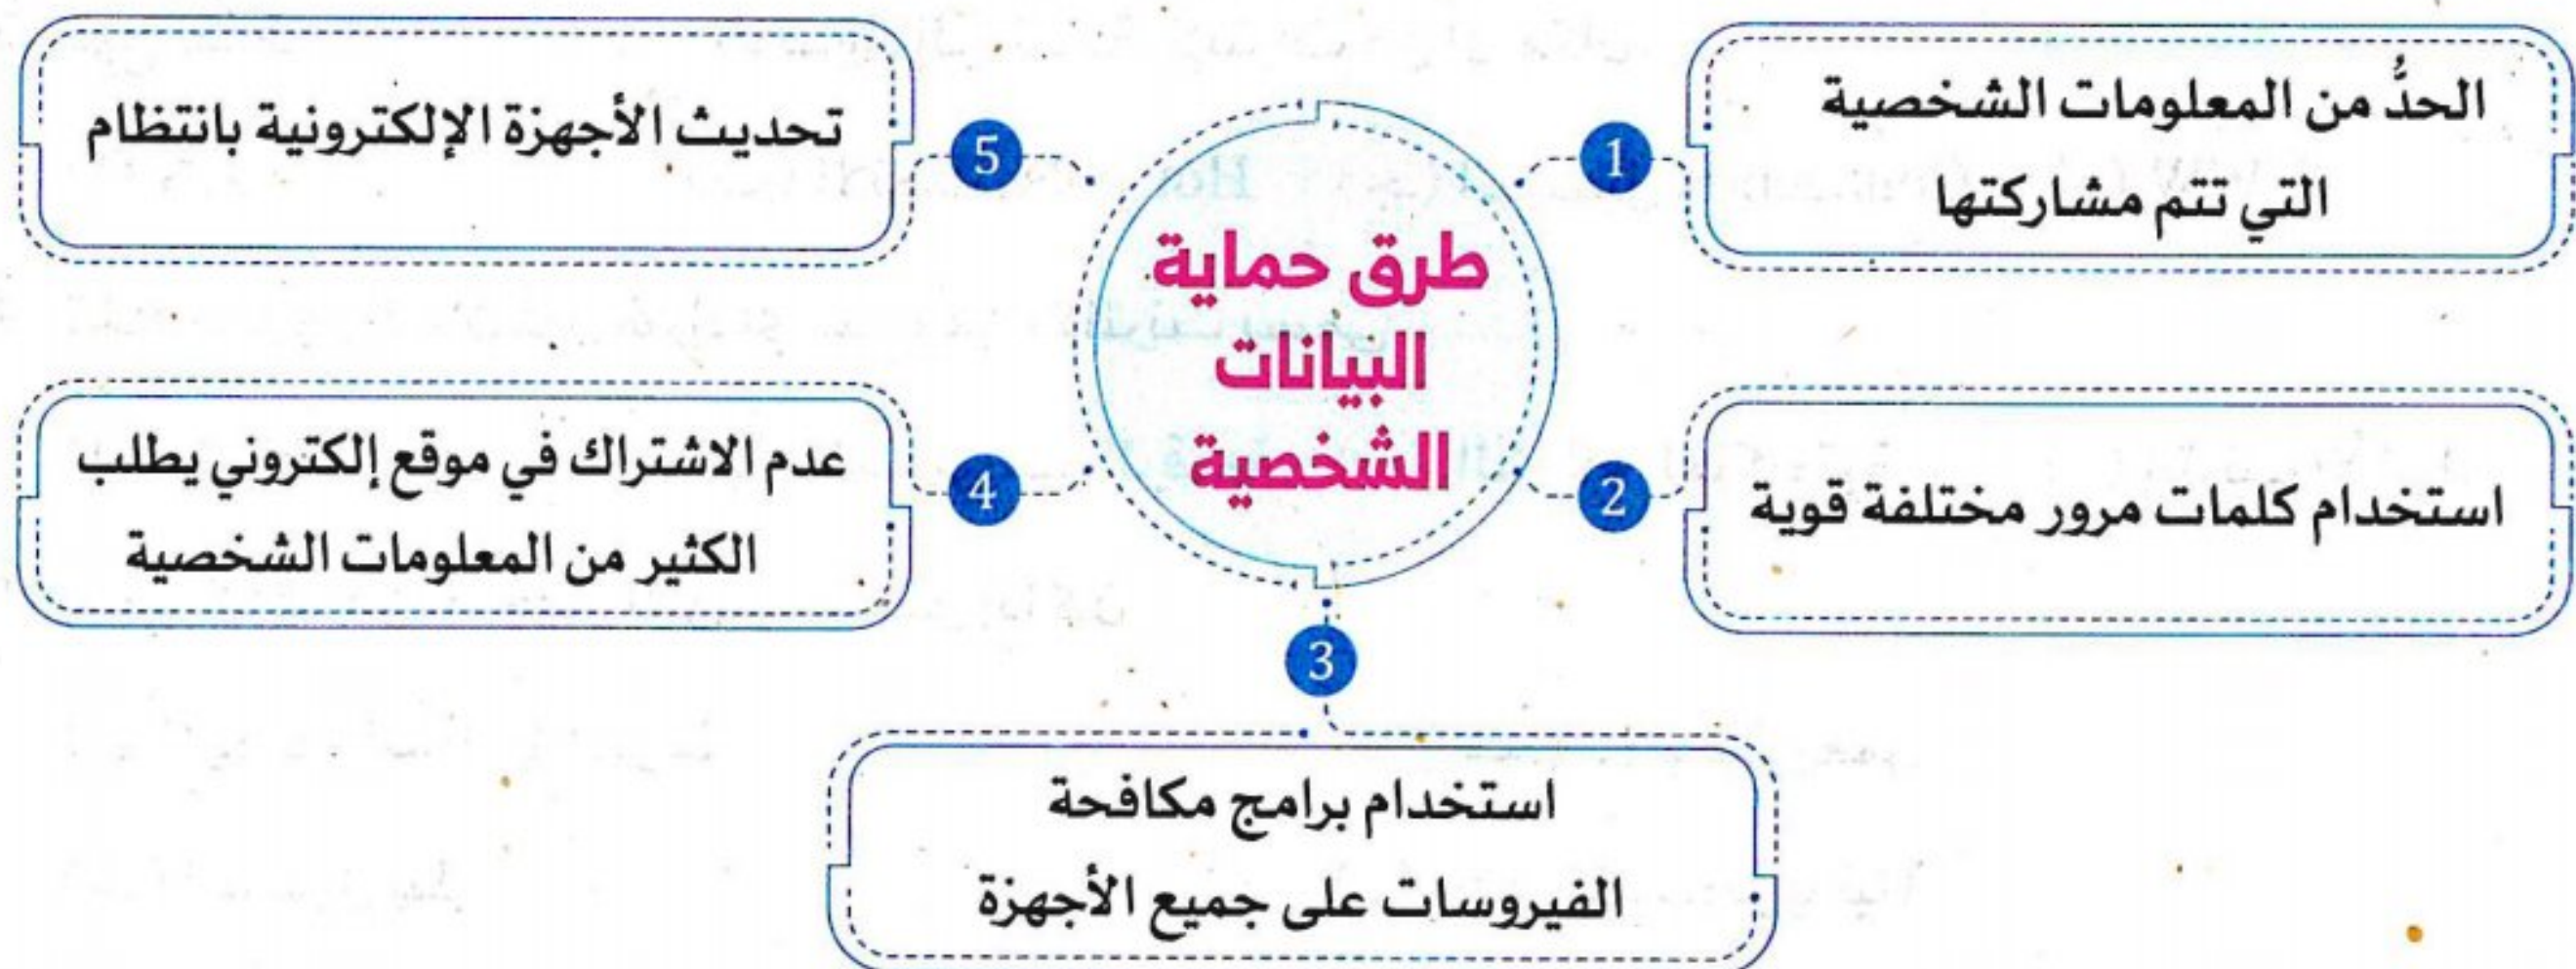 طرق حماية
البيانات
الشخصية
1
الحدُّ من المعلومات الشخصية
التي تتم مشاركتها
2
استخدام كلمات مرور مختلفة قوية
3
استخدام برامج مكافحة
الفيروسات على جميع الأجهزة
4
عدم الاشتراك في موقع إلكتروني يطلب
الكثير من المعلومات الشخصية
5
تحديث الأجهزة الإلكترونية بانتظام